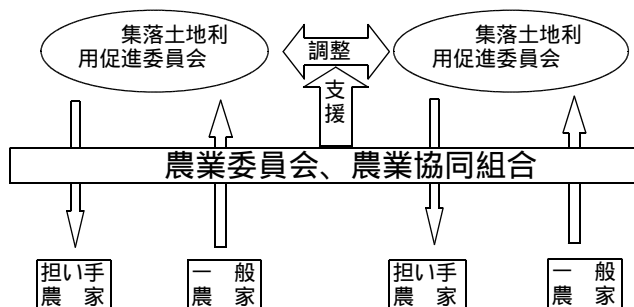 集落土地利
用促進委員会
調整
集落土地利
用促進委員会
支
援
農業委員会、農業協同組合
担い手
農　家
一　般
農　家
担い手
農　家
一　般
農　家